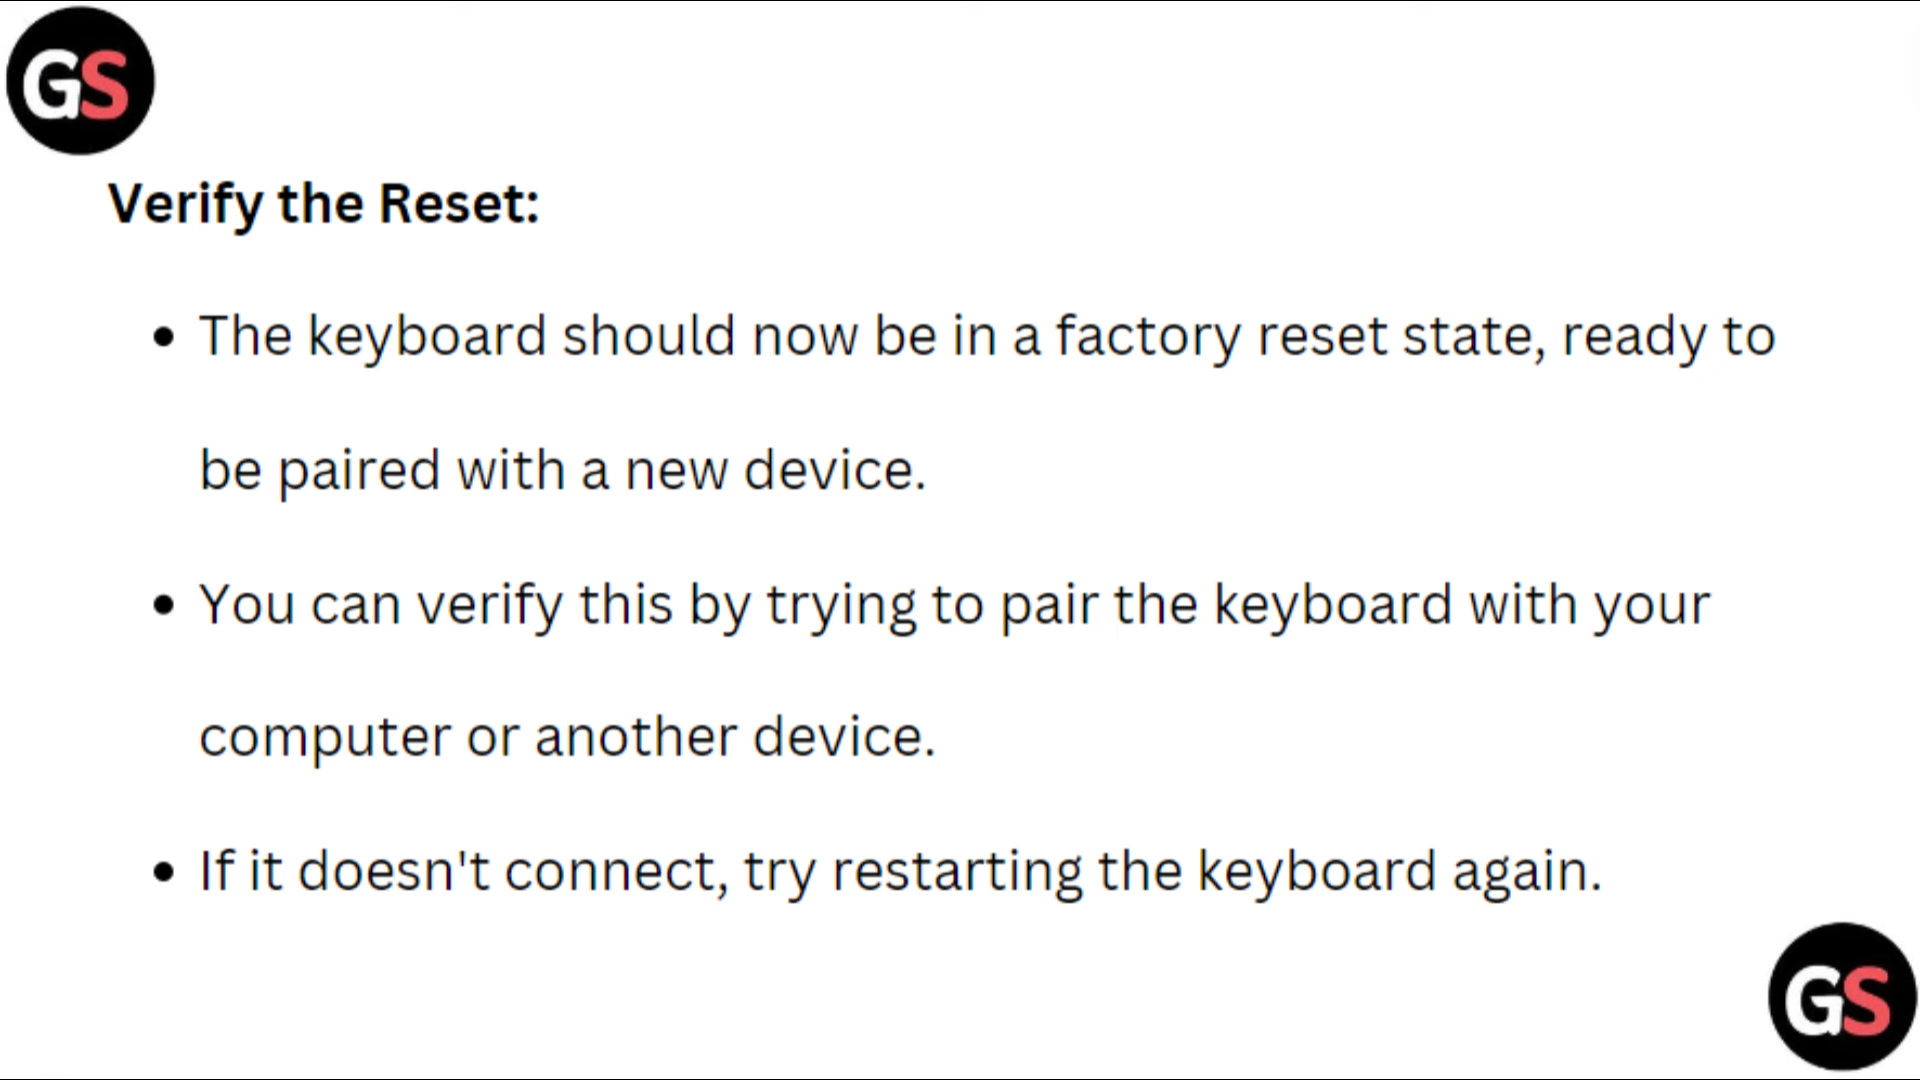 GS
Verify the Reset:
• The keyboard should now be in a factory reset state, ready to
be paired with a new device.
• You can verify this by trying to pair the keyboard with your
computer or another device.
• If it doesn't connect, try restarting the keyboard again.
GS